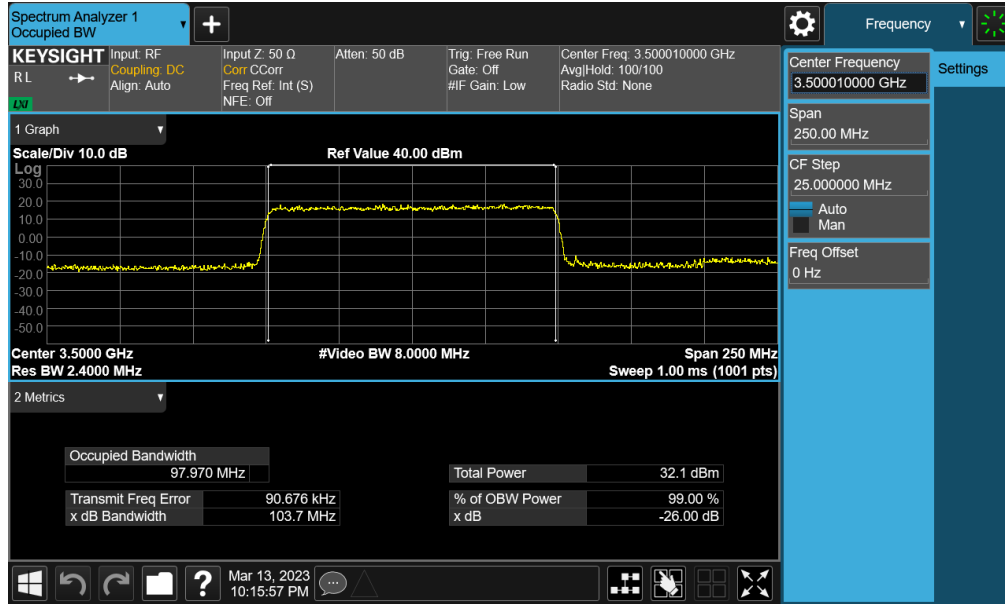 Spectrum Analyzer 1
Occupied BW
+
Frequency
KEYSIGHT
R L
LXI
Input: RF
Coupling: DC
Align: Auto
Input Z: 50 Ω
Corr CCorr
Freq Ref: Int (S)
NFE: Off
Atten: 50 dB
Trig: Free Run
Gate: Off
#IF Gain: Low
Center Freq: 3.500010000 GHz
Avg|Hold: 100/100
Radio Std: None
Center Frequency
3.500010000 GHz
Settings
Span
250.00 MHz
CF Step
25.000000 MHz
Auto
Man
Freq Offset
0 Hz
1 Graph
Scale/Div 10.0 dB
Ref Value 40.00 dBm
Log
30.0
20.0
10.0
0.00
-10.0
-20.0
-30.0
-40.0
-50.0
Center 3.5000 GHz
#Video BW 8.0000 MHz
Span 250 MHz
Res BW 2.4000 MHz
Sweep 1.00 ms (1001 pts)
2 Metrics
Occupied Bandwidth
97.970 MHz
Total Power 32.1 dBm
Transmit Freq Error 90.676 kHz
% of OBW Power 99.00 %
x dB Bandwidth 103.7 MHz
x dB -26.00 dB
?
Mar 13, 2023
10:15:57 PM